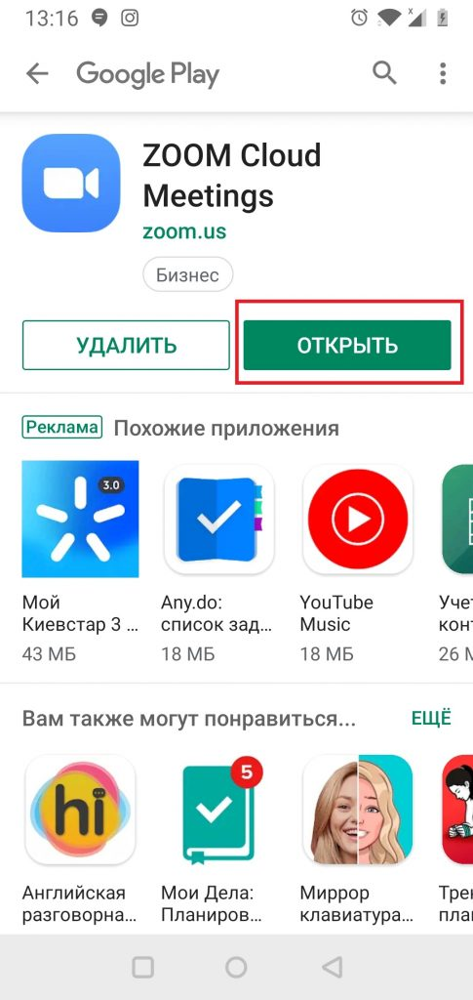 13:16
Google Play
ZOOM Cloud
Meetings
zoom.us
Бизнес
УДАЛИТЬ
ОТКРЫТЬ
Реклама Похожие приложения
3.0
Мой
Киевстар 3 ...
43 МБ
Any.do:
список зад...
18 МБ
YouTube
Music
18 МБ
Учет
конт
26 М
Вам также могут понравиться...
ЕЩЁ
hi
5
Английская
разговорна...
Мои Дела:
Планиров...
Миррор
клавиатура...
Трен
план